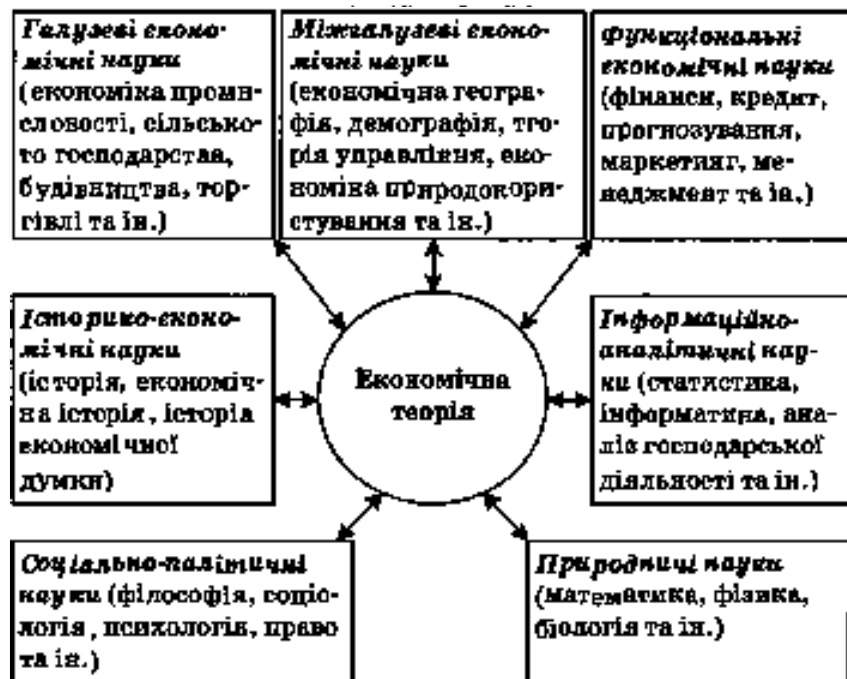 Галузеві еконо-
мічні науки
(економіка проми-
словості, сільсько-
го господарства,
будівництва, тор-
гівлі та ін.)
Міжгалузеві еконо-
мічні науки
(економічна геогра-
фія, демографія, тео-
рія управління, еко-
номіка природокори-
стування та ін.)
Функціональні
економічні науки
(фінанси, кредит,
прогнозування,
маркетинг, ме-
неджмент та ін.)
Історико-еконо-
мічні науки
(історія, економіч-
на історія, історія
економічної
думки)
Економічна
теорія
Інформаційно-
аналітичні нау-
ки (статистика,
інформатика, ана-
ліз господарської
діяльності та ін.)
Соціально-політичні
науки (філософія, соціо-
логія, психологія, право
та ін.)
Природничі науки
(математика, фізика,
біологія та ін.)